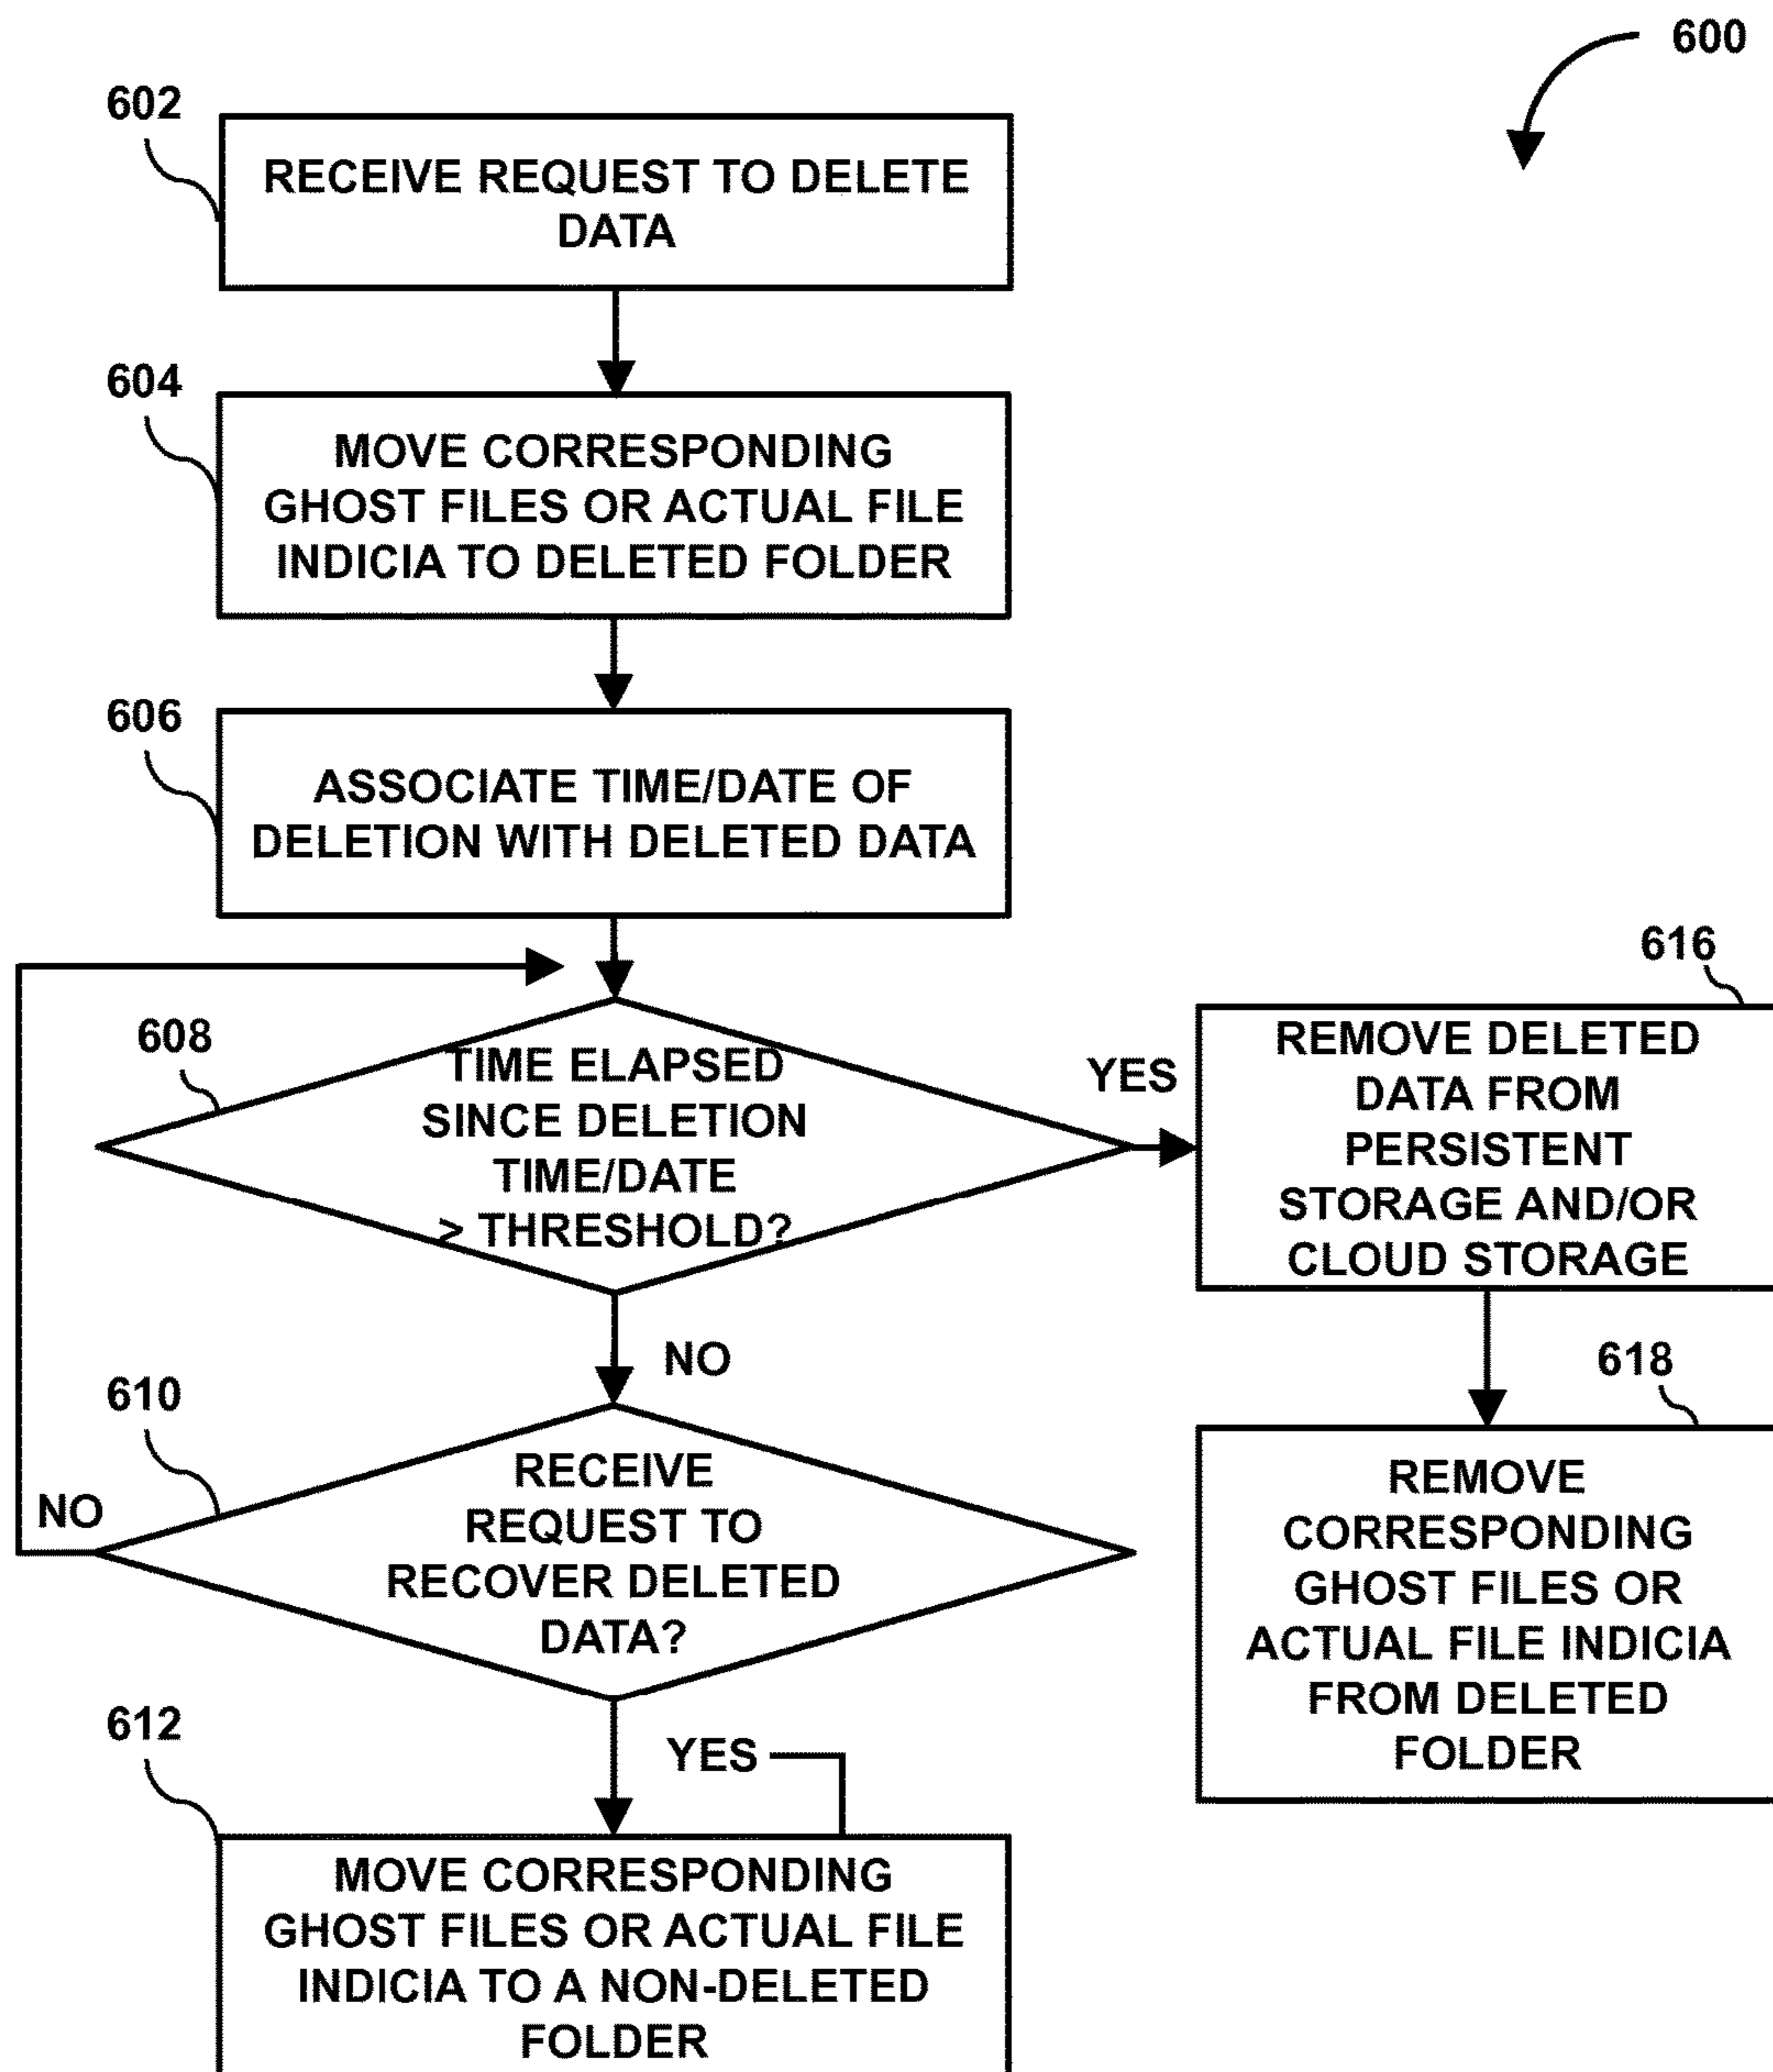 600
602
RECEIVE REQUEST TO DELETE
DATA
604
MOVE CORRESPONDING
GHOST FILES OR ACTUAL FILE
INDICIA TO DELETED FOLDER
606
ASSOCIATE TIME/DATE OF
DELETION WITH DELETED DATA
608
TIME ELAPSED
SINCE DELETION
TIME/DATE
> THRESHOLD?
YES
616
REMOVE DELETED
DATA FROM
PERSISTENT
STORAGE AND/OR
CLOUD STORAGE
NO
610
RECEIVE
REQUEST TO
RECOVER DELETED
DATA?
NO
618
REMOVE
CORRESPONDING
GHOST FILES OR
ACTUAL FILE INDICIA
FROM DELETED
FOLDER
YES
612
MOVE CORRESPONDING
GHOST FILES OR ACTUAL FILE
INDICIA TO A NON-DELETED
FOLDER